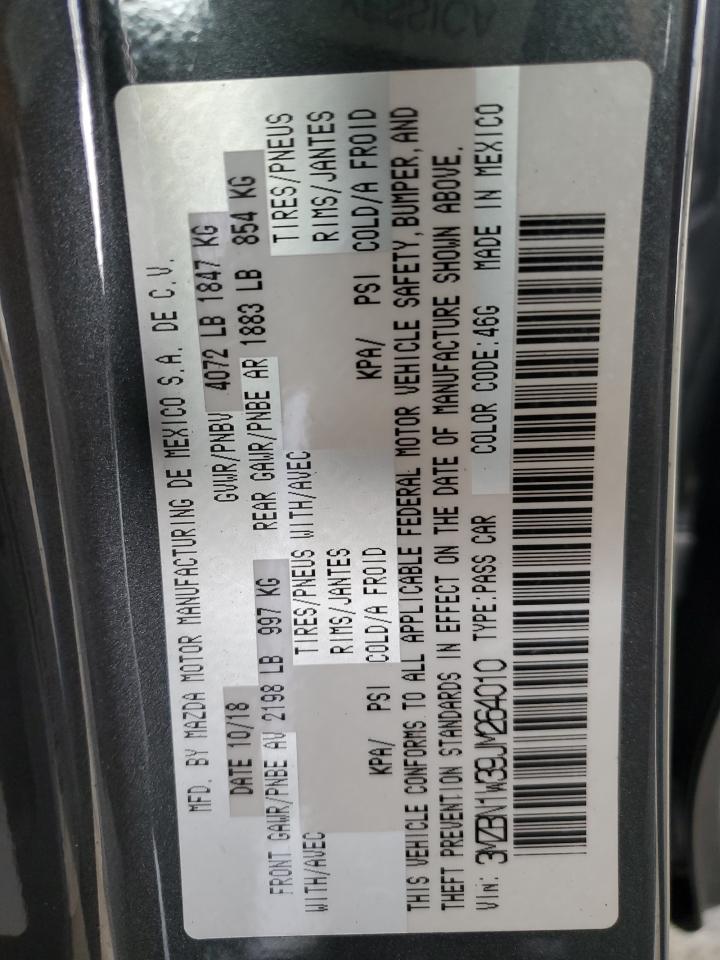 MFD. BY MAZDA MOTOR MANUFACTURING DE MEXICO S.A. DE C.V.
DATE 10/18 GVWR/PNBV 4072 LB 1847 KG
FRONT GAWR/PNBE AV 2198 LB 997 KG REAR GAWR/PNBE AR 1883 LB 854 KG
WITH/AVEC TIRES/PNEUS WITH/AVEC TIRES/PNEUS
RIMS/JANTES RIMS/JANTES
KPA/ PSI COLD/A FROID KPA/ PSI COLD/A FROID
THIS VEHICLE CONFORMS TO ALL APPLICABLE FEDERAL MOTOR VEHICLE SAFETY, BUMPER, AND
THEFT PREVENTION STANDARDS IN EFFECT ON THE DATE OF MANUFACTURE SHOWN ABOVE.
VIN: 3MZBN1W39JM264010 TYPE:PASS CAR COLOR CODE:46G MADE IN MEXICO